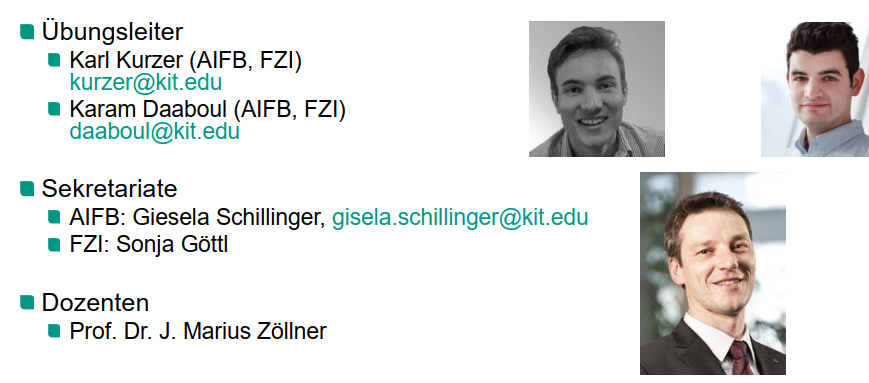 Übungsleiter
Karl Kurzer (AIFB, FZI)
kurzer@kit.edu
Karam Daaboul (AIFB, FZI)
daaboul@kit.edu
Sekretariate
AIFB: Giesela Schillinger, gisela.schillinger@kit.edu
FZI: Sonja Göttl
Dozenten
Prof. Dr. J. Marius Zöllner